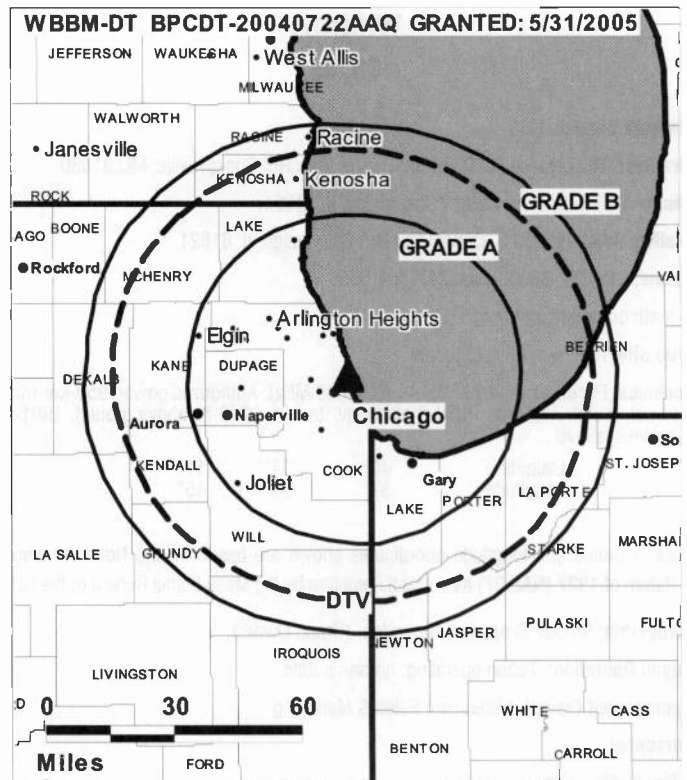 WBBM-DT BPCDT-20040722AAQ GRANTED: 5/31/2005
JEFFERSON WAUKESHA
West Allis
MILWAUKEE
WALWORTH
RACINE Racine
Janesville
KENOSHA Kenosha
ROCK
GRADE B
BOONE LAKE
AGO
GRADE A
Rockford
MCHENRY
VAN
Arlington Heights
Elgin
BERRIEN
KANE DUPAGE
DEKALB
Aurora Naperville Chicago
So
COOK Gary
ST. JOSEP
KENDALL
LA PORTE
Joliet LAKE PORTER
WILL
STARKE MARSHA
LA SALLE GRUNDY
DTV
PULASKI FULTO
NEWTON JASPER
IROQUOIS
LIVINGSTON
WHITE CASS
0 30 60
BENTON
Miles FORD CARROLL